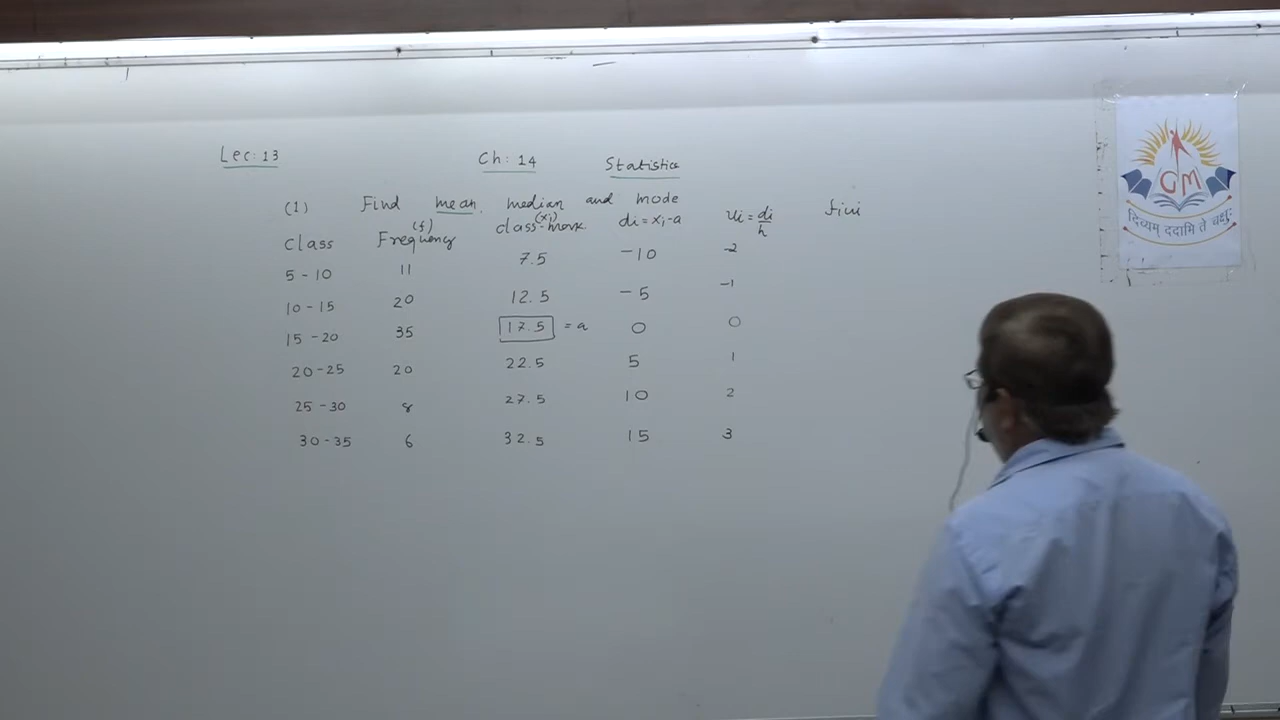 Lec: 13 Ch: 14 Statistics
(1) Find mean, median and mode
Class Frequency (f) class-mark (xi) di = xi-a ui = di/h fiui
5-10 11 7.5 -10 -2
10-15 20 12.5 -5 -1
15-20 35 17.5 = a 0 0
20-25 20 22.5 5 1
25-30 8 27.5 10 2
30-35 6 32.5 15 3
GM
दिव्यम् ददामि ते चक्षुः